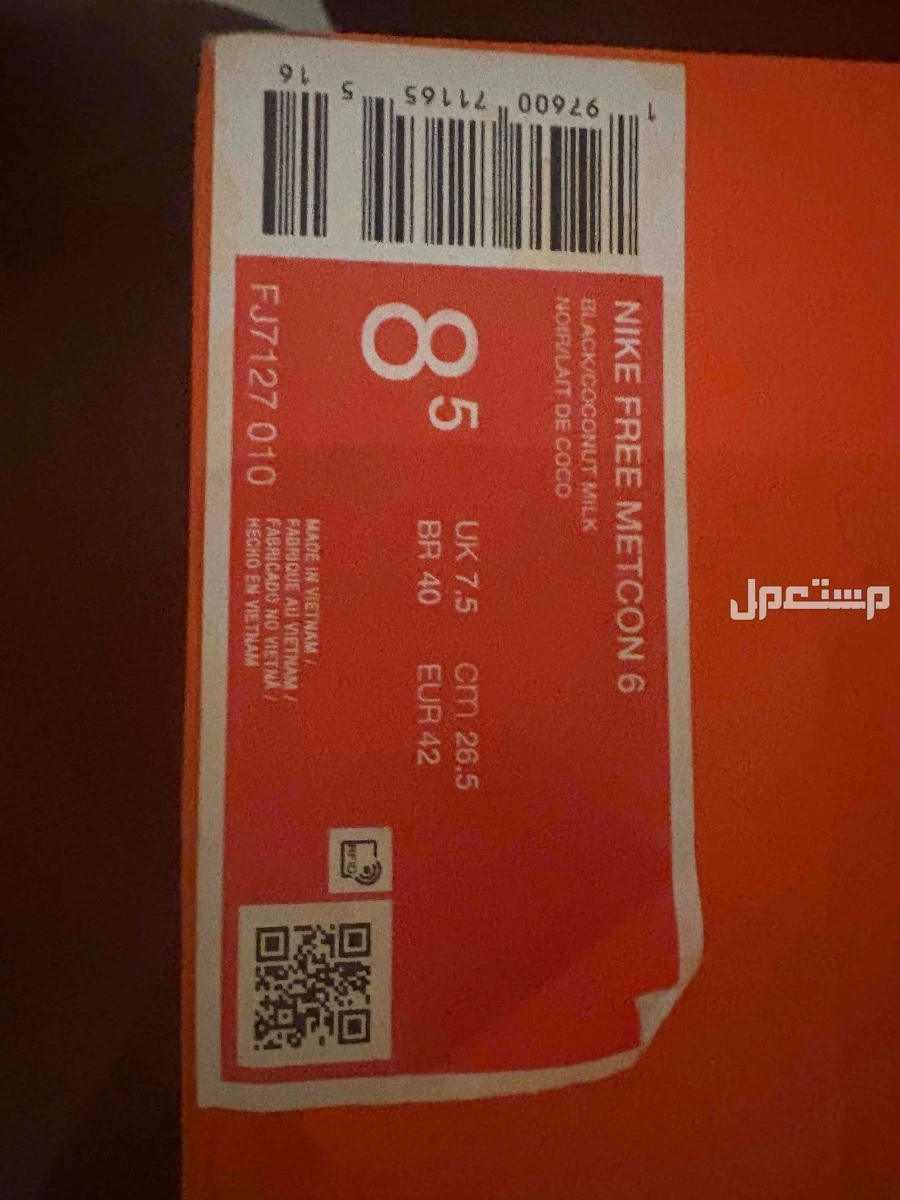 1 97600 71165 5
16
NIKE FREE METCON 6
BLACK/COCONUT MILK
NOIR/LAIT DE COCO
8.5
UK 7,5 cm 26,5
BR 40 EUR 42
FJ7127 010
MADE IN VIETNAM /
FABRIQUE AU VIETNAM /
FABRICADO NO VIETNÃ /
HECHO EN VIETNAM
RFID
مستعمل